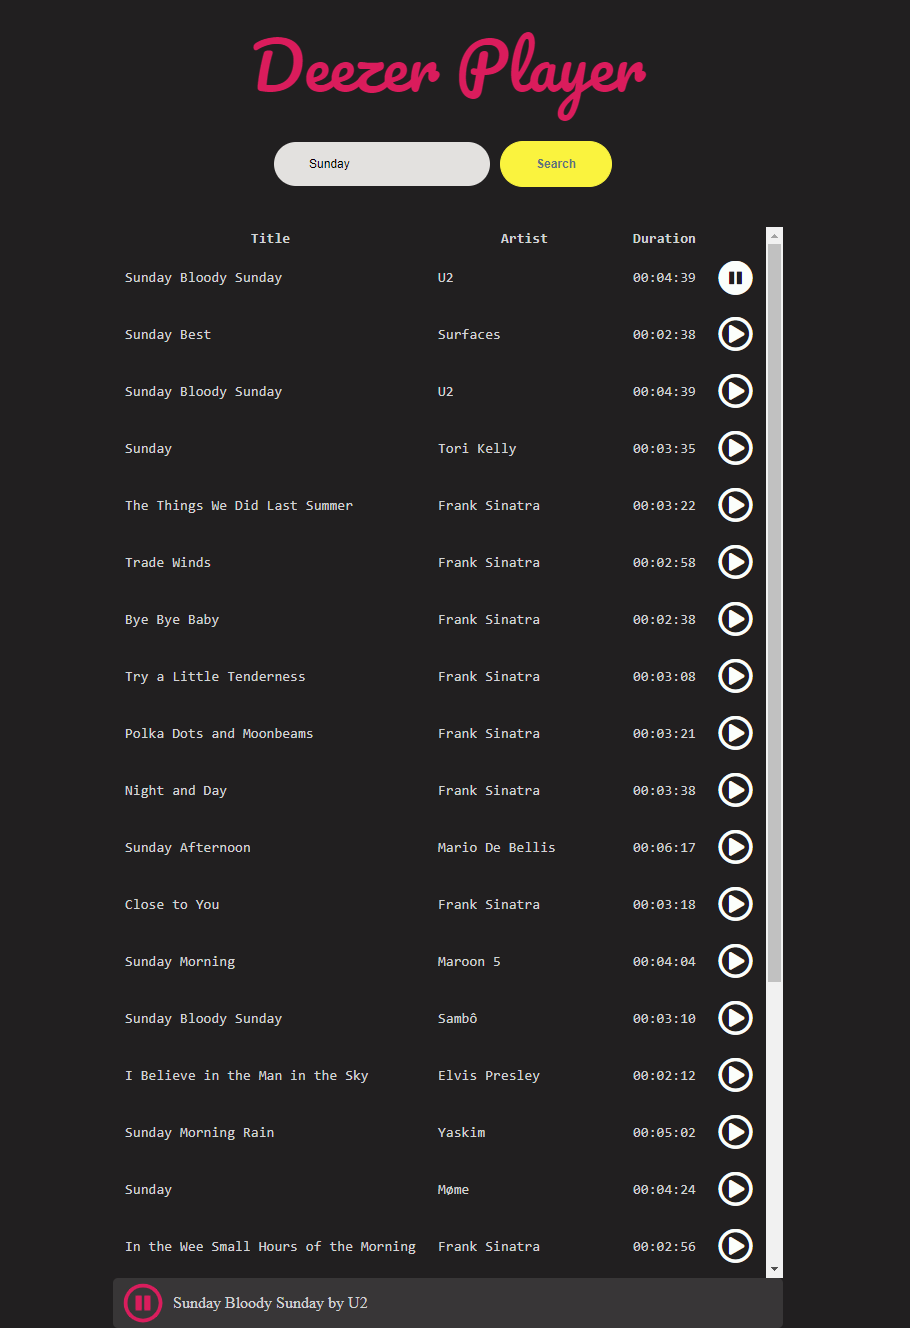 Deezer Player
Sunday Search
Title Artist Duration
Sunday Bloody Sunday U2 00:04:39
Sunday Best Surfaces 00:02:38
Sunday Bloody Sunday U2 00:04:39
Sunday Tori Kelly 00:03:35
The Things We Did Last Summer Frank Sinatra 00:03:22
Trade Winds Frank Sinatra 00:02:58
Bye Bye Baby Frank Sinatra 00:02:38
Try a Little Tenderness Frank Sinatra 00:03:08
Polka Dots and Moonbeams Frank Sinatra 00:03:21
Night and Day Frank Sinatra 00:03:38
Sunday Afternoon Mario De Bellis 00:06:17
Close to You Frank Sinatra 00:03:18
Sunday Morning Maroon 5 00:04:04
Sunday Bloody Sunday Sambô 00:03:10
I Believe in the Man in the Sky Elvis Presley 00:02:12
Sunday Morning Rain Yaskim 00:05:02
Sunday Møme 00:04:24
In the Wee Small Hours of the Morning Frank Sinatra 00:02:56
Sunday Bloody Sunday by U2